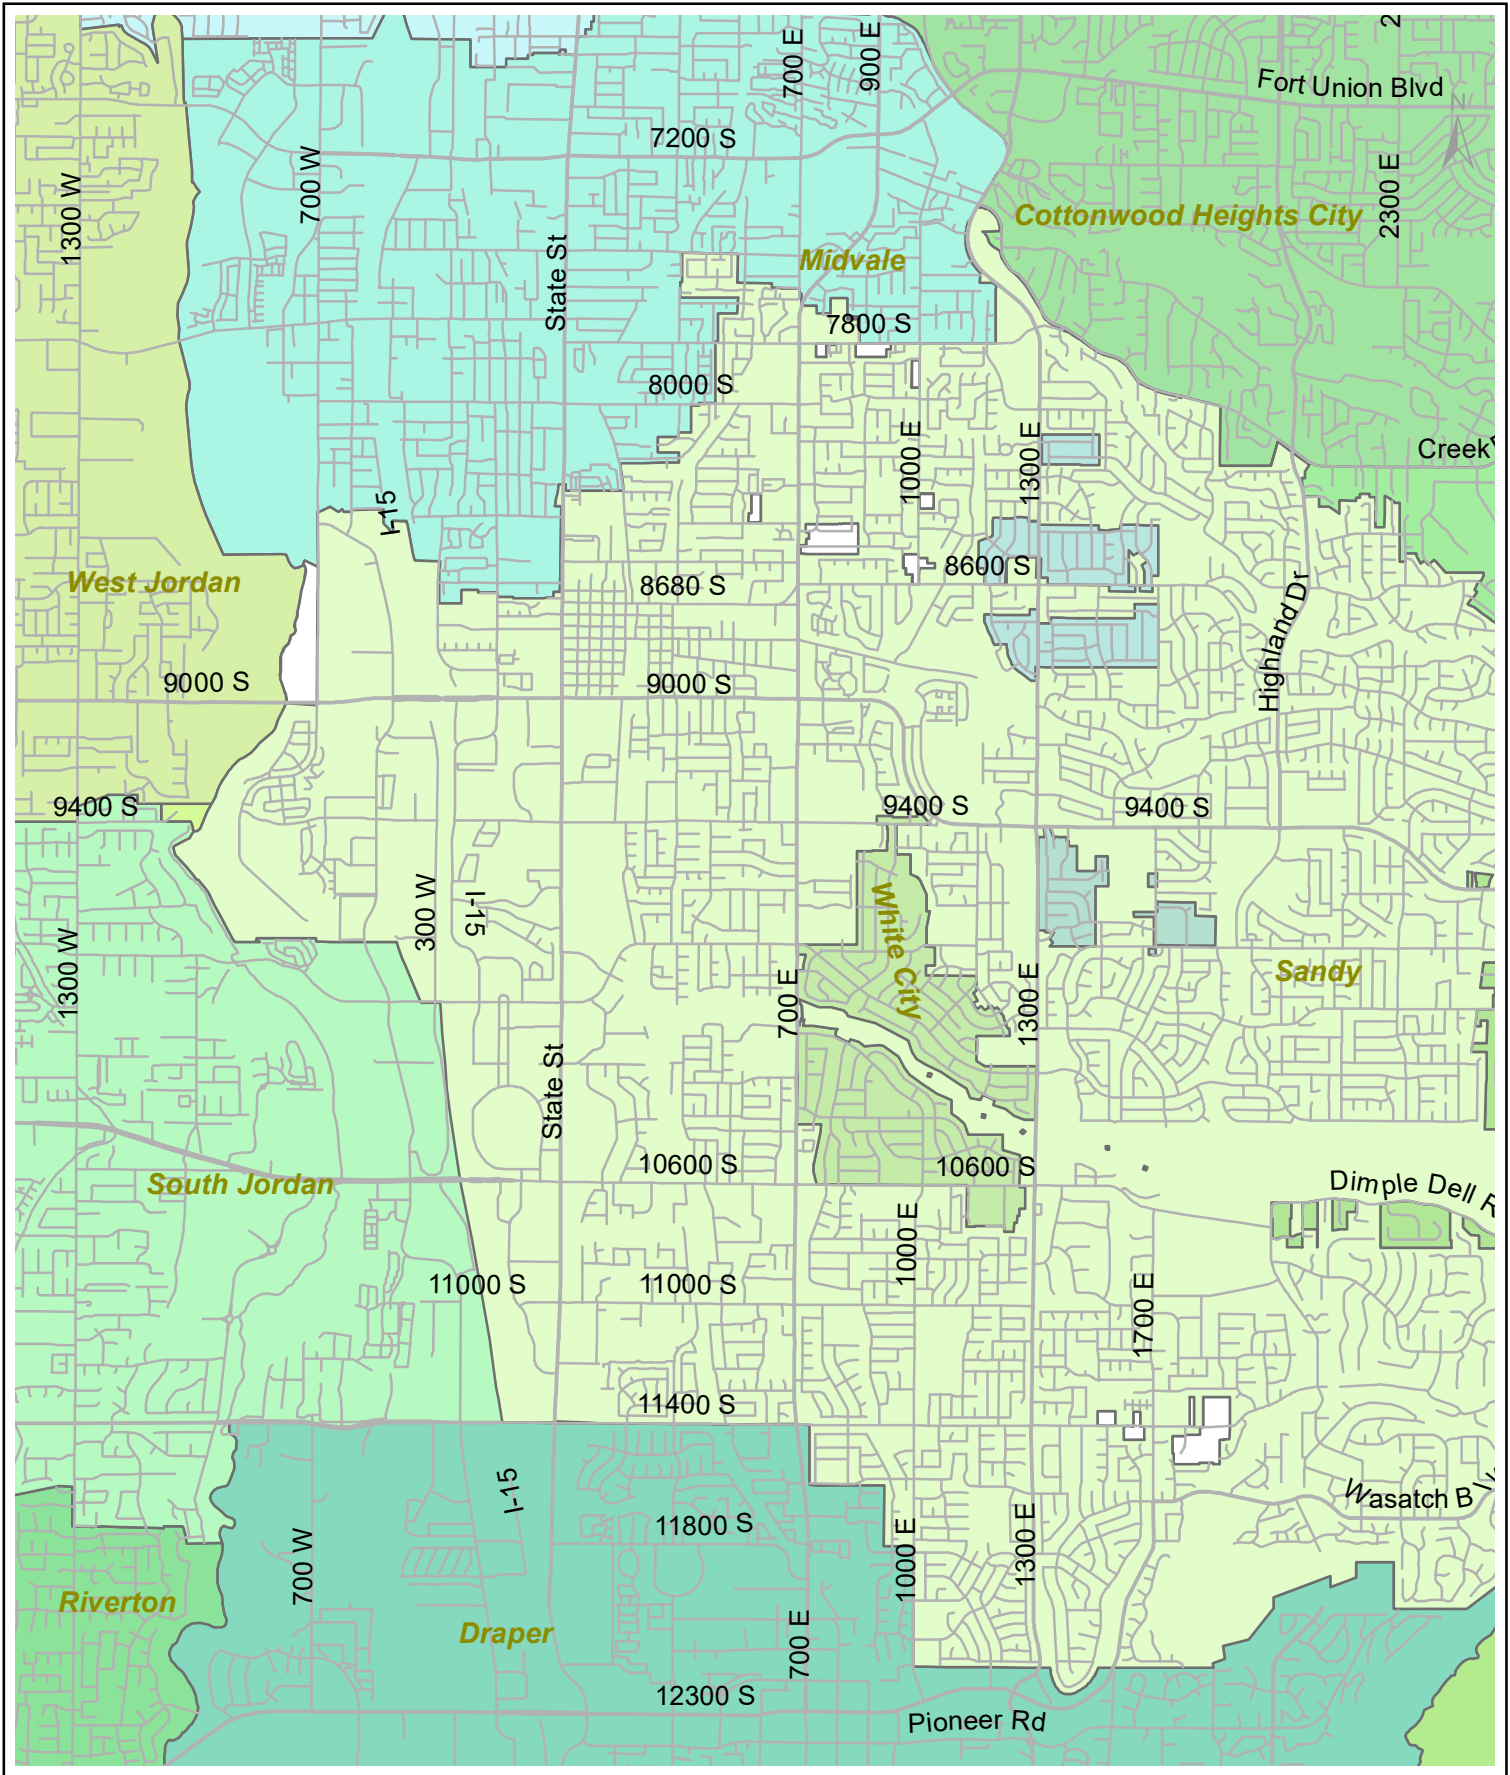 2
700 E
900 E
Fort Union Blvd
N
7200 S
700 W
1300 W
2300 E
Cottonwood Heights City
State St
Midvale
7800 S
8000 S
1000 E
1300 E
Creek
I-15
8600 S
West Jordan
8680 S
Highland Dr
9000 S
9000 S
9400 S
9400 S
9400 S
300 W
I-15
White City
1300 W
700 E
1300 E
Sandy
State St
10600 S
10600 S
South Jordan
Dimple Dell R
1000 E
11000 S
11000 S
1700 E
11400 S
I-15
Wasatch Bl
11800 S
1000 E
1300 E
700 W
Riverton
Draper
700 E
12300 S
Pioneer Rd